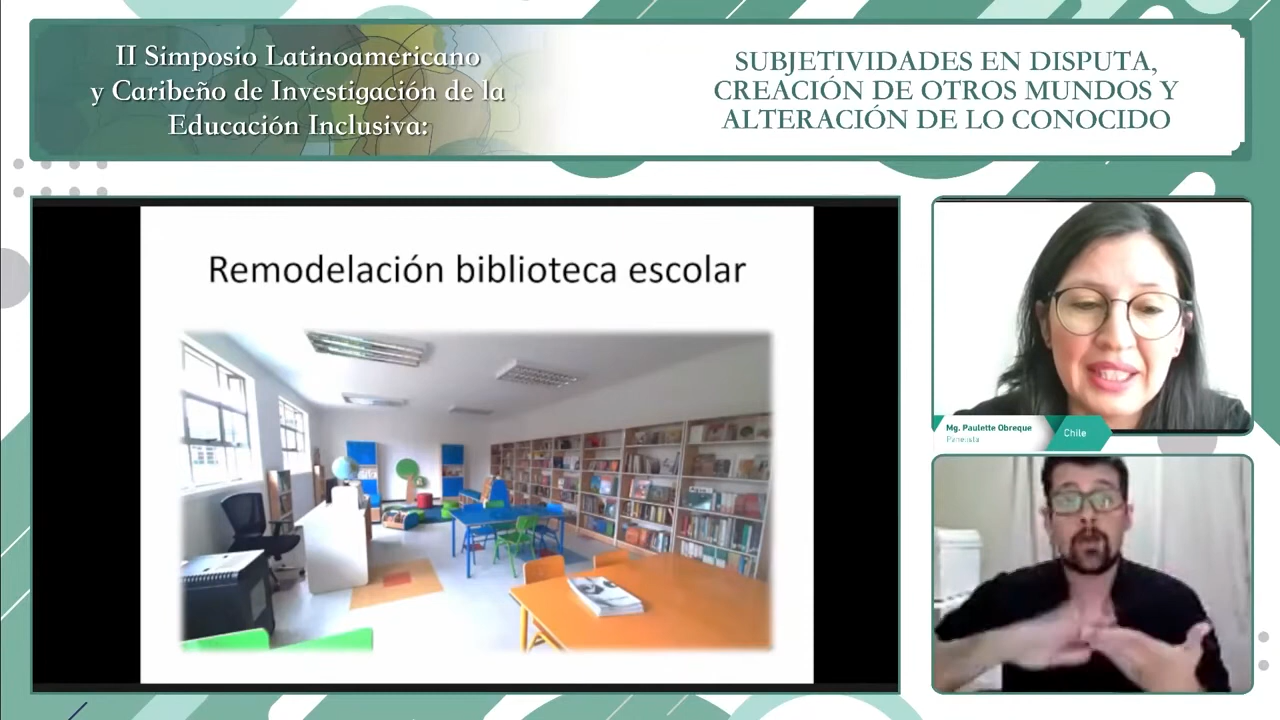 II Simposio Latinoamericano
y Caribeño de Investigación de la
Educación Inclusiva:
SUBJETIVIDADES EN DISPUTA,
CREACIÓN DE OTROS MUNDOS Y
ALTERACIÓN DE LO CONOCIDO
Remodelación biblioteca escolar
Mg. Paulette Obreque
Panelista
Chile